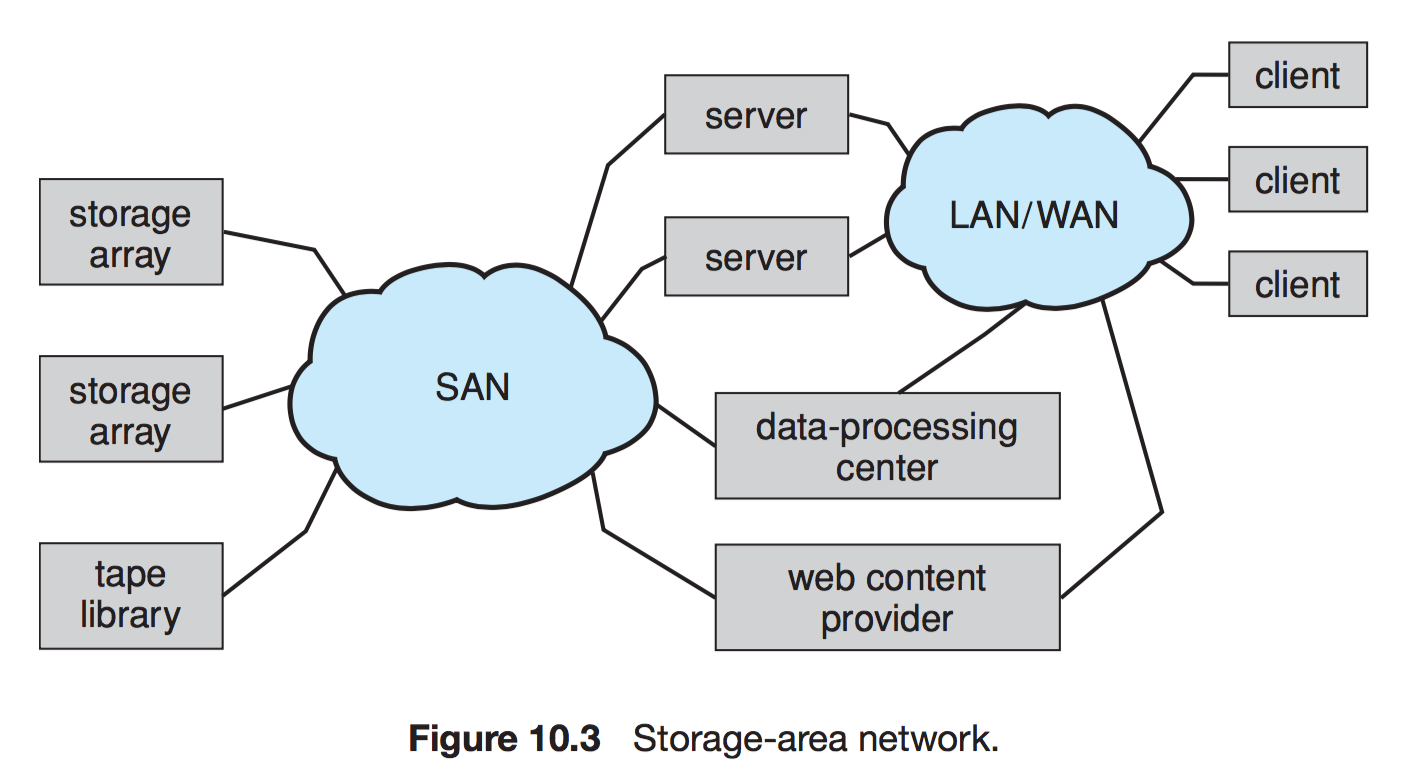 storage
array
storage
array
tape
library
SAN
server
server
data-processing
center
web content
provider
LAN/WAN
client
client
client
Figure 10.3 Storage-area network.